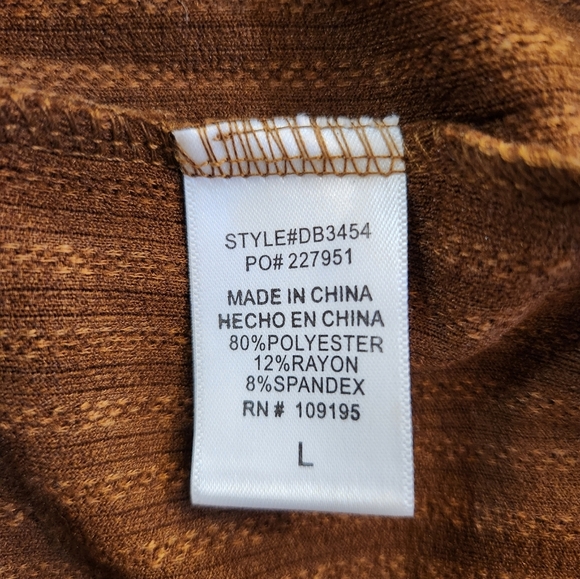 STYLE#DB3454
PO# 227951
MADE IN CHINA
HECHO EN CHINA
80%POLYESTER
12%RAYON
8%SPANDEX
RN# 109195
L